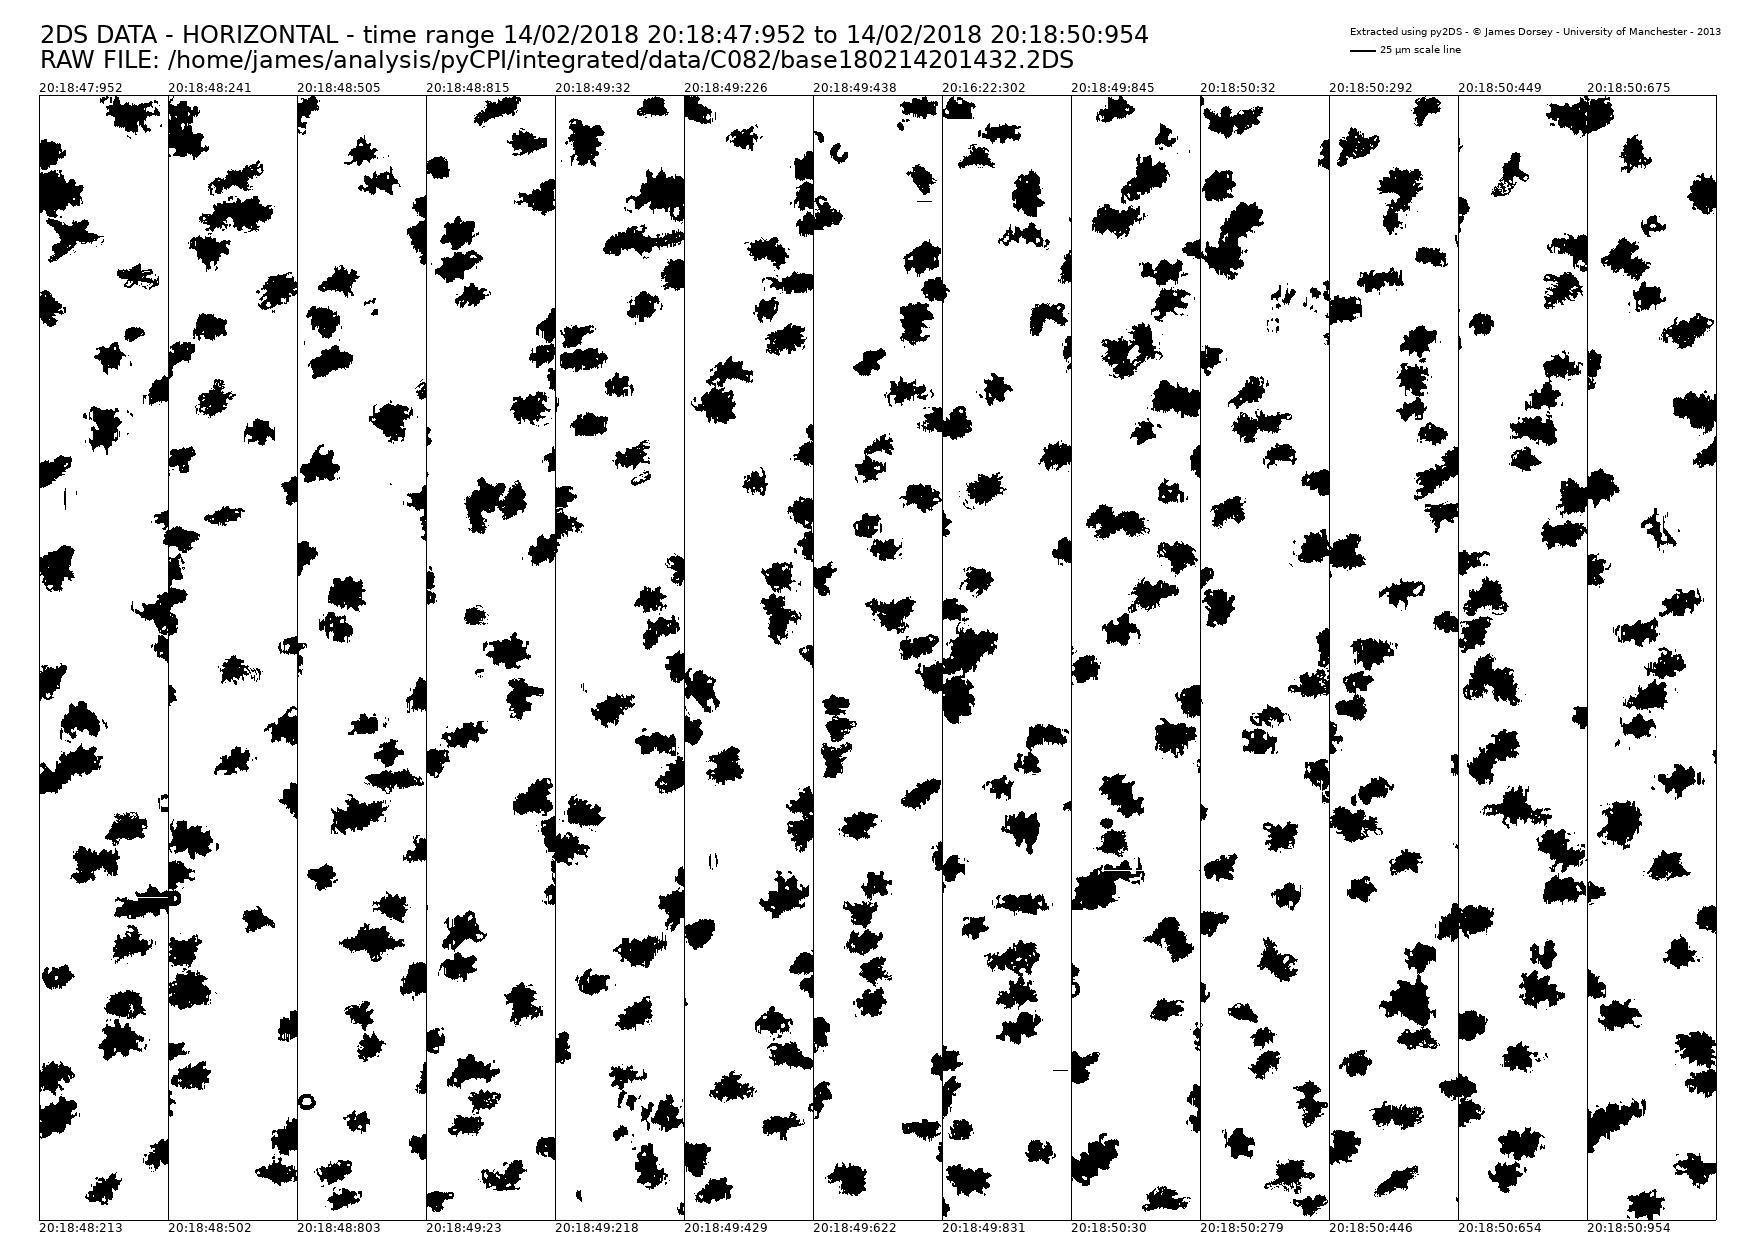 2DS DATA - HORIZONTAL - time range 14/02/2018 20:18:47:952 to 14/02/2018 20:18:50:954
RAW FILE: /home/james/analysis/pyCPI/integrated/data/C082/base180214201432.2DS
Extracted using py2DS - © James Dorsey - University of Manchester - 2013
25 µm scale line
20:18:47:952 20:18:48:241 20:18:48:505 20:18:48:815 20:18:49:32 20:18:49:226 20:18:49:438 20:16:22:302 20:18:49:845 20:18:50:32 20:18:50:292 20:18:50:449 20:18:50:675
20:18:48:213 20:18:48:502 20:18:48:803 20:18:49:23 20:18:49:218 20:18:49:429 20:18:49:622 20:18:49:831 20:18:50:30 20:18:50:279 20:18:50:446 20:18:50:654 20:18:50:954